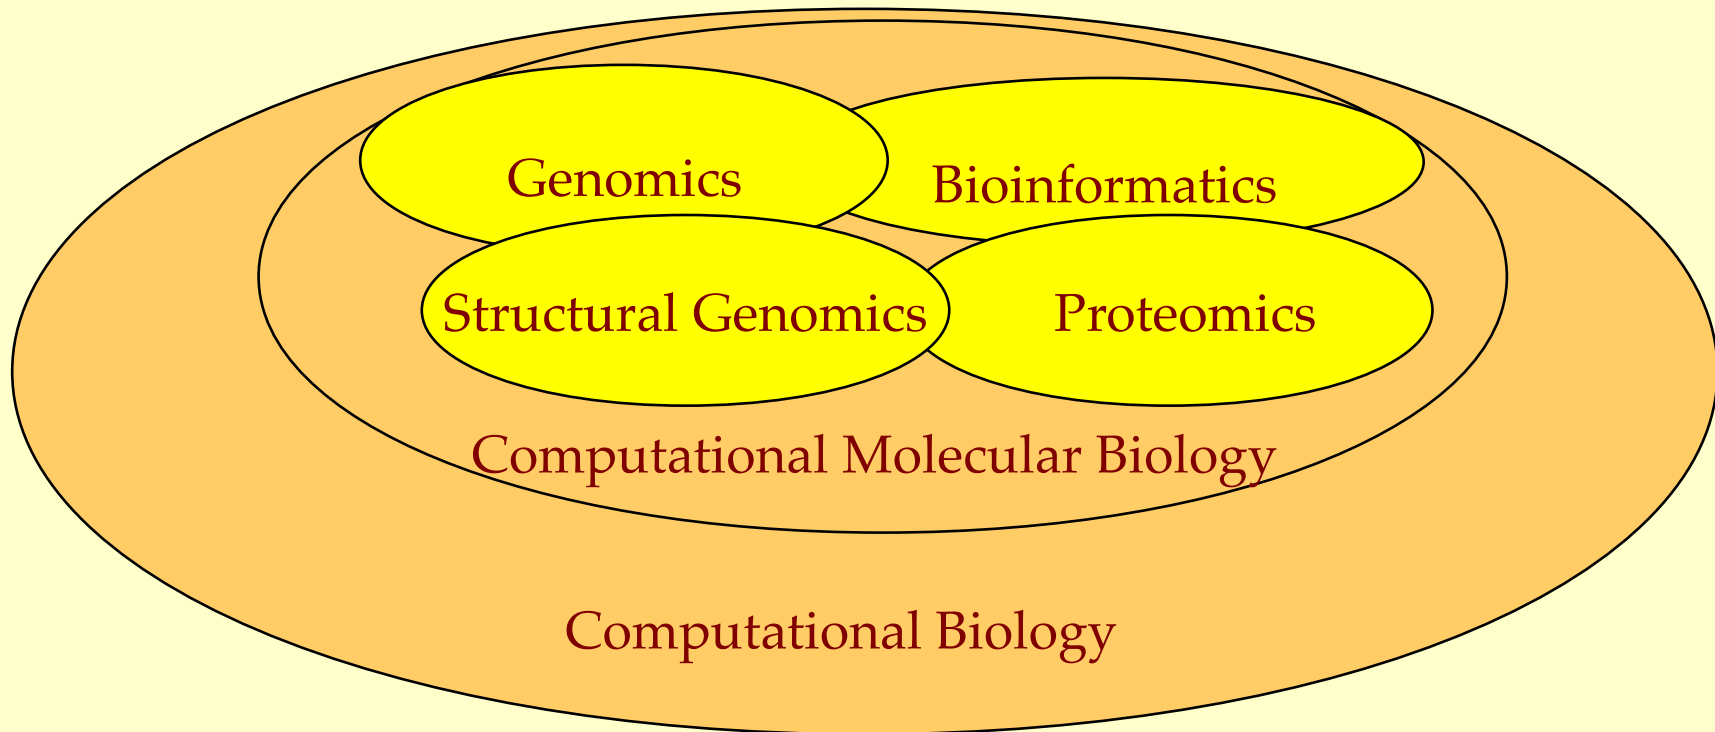 Genomics
Bioinformatics
Structural Genomics
Proteomics
Computational Molecular Biology
Computational Biology